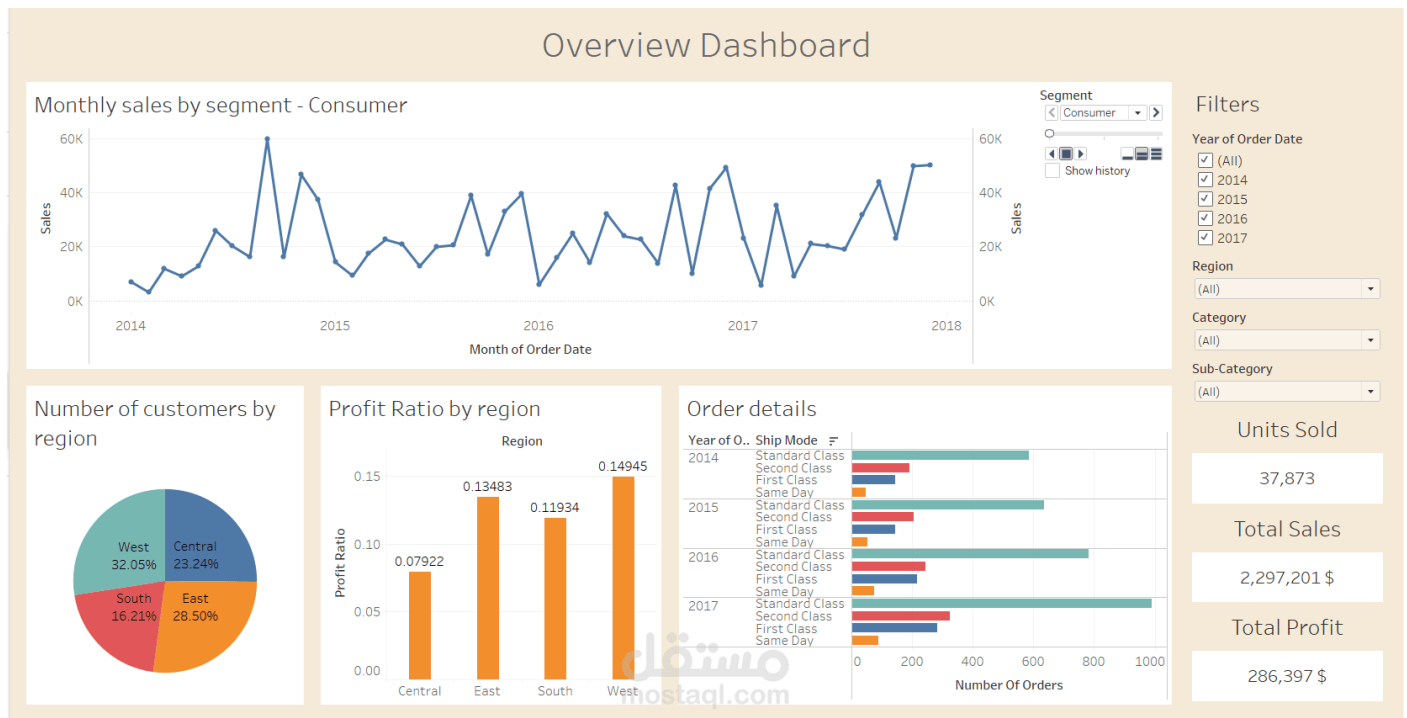 Overview Dashboard
Monthly sales by segment - Consumer
Segment
Consumer
Show history
60K
40K
20K
0K
Sales
60K
40K
20K
0K
Sales
2014
2015
2016
2017
2018
Month of Order Date
Filters
Year of Order Date
(All)
2014
2015
2016
2017
Region
(All)
Category
(All)
Sub-Category
(All)
Units Sold
37,873
Total Sales
2,297,201 $
Total Profit
286,397 $
Number of customers by
region
West
32.05%
Central
23.24%
South
16.21%
East
28.50%
Profit Ratio by region
Region
Profit Ratio
0.15
0.10
0.05
0.00
0.07922
0.13483
0.11934
0.14945
Central
East
South
West
Order details
Year of O.. Ship Mode
2014
Standard Class
Second Class
First Class
Same Day
2015
Standard Class
Second Class
First Class
Same Day
2016
Standard Class
Second Class
First Class
Same Day
2017
Standard Class
Second Class
First Class
Same Day
0
200
400
600
800
1000
Number Of Orders
مستقل
mostaql.com